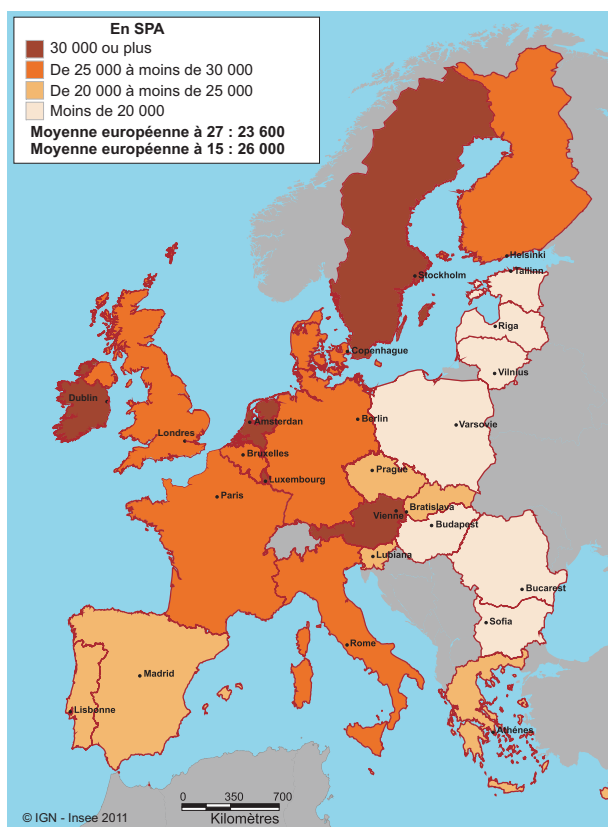 En SPA
30 000 ou plus
De 25 000 à moins de 30 000
De 20 000 à moins de 25 000
Moins de 20 000
Moyenne européenne à 27 : 23 600
Moyenne européenne à 15 : 26 000
Helsinki
Tallinn
Stockholm
Riga
Copenhague
Vilnius
Dublin
Amsterdan
Berlin
Varsovie
Londres
Bruxelles
Prague
Luxembourg
Paris
Bratislava
Vienne
Budapest
Lubiana
Bucarest
Sofia
Rome
Madrid
Lisbonne
Athénes
0 350 700
Kilomètres
© IGN - Insee 2011